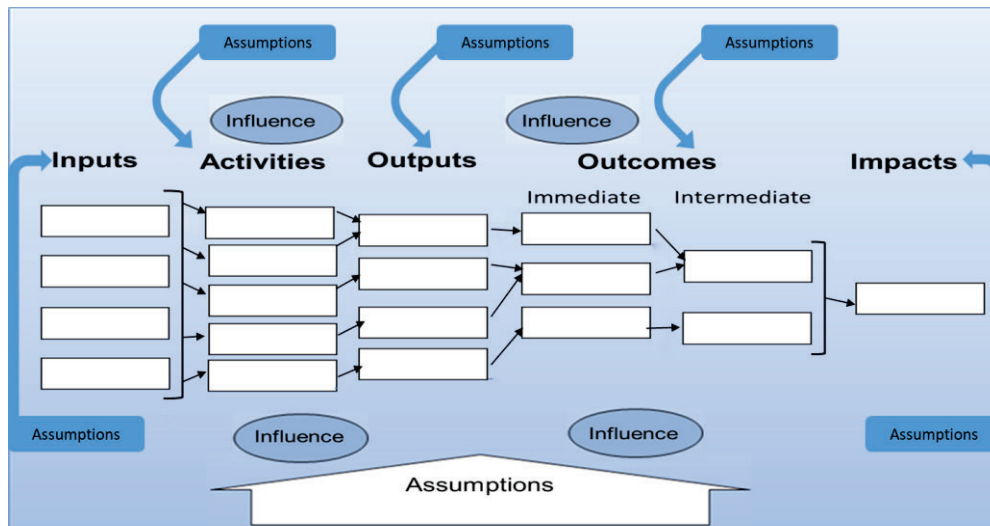 Assumptions
Assumptions
Assumptions
Influence
Influence
Inputs
Activities
Outputs
Outcomes
Impacts
Immediate
Intermediate
Assumptions
Influence
Influence
Assumptions
Assumptions